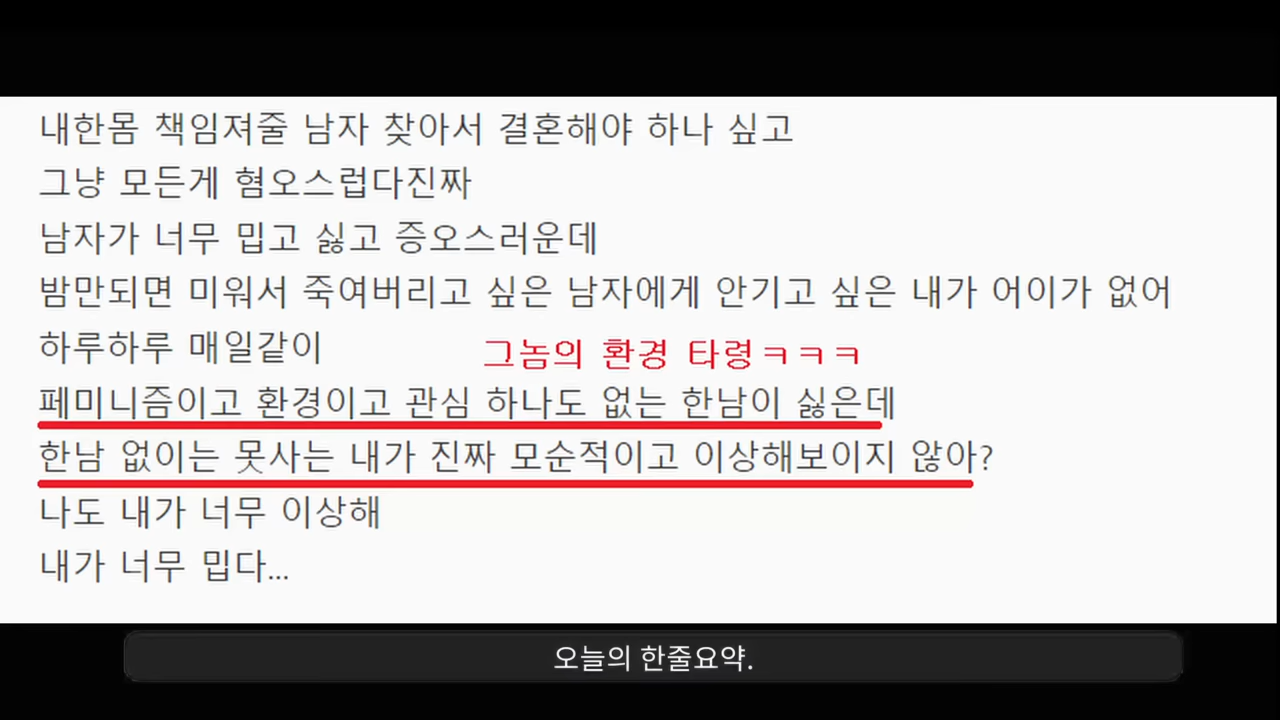 내한몸 책임져줄 남자 찾아서 결혼해야 하나 싶고
그냥 모든게 혐오스럽다진짜
남자가 너무 밉고 싫고 증오스러운데
밤만되면 미워서 죽여버리고 싶은 남자에게 안기고 싶은 내가 어이가 없어
하루하루 매일같이
그놈의 환경 타령ㅋㅋㅋ
페미니즘이고 환경이고 관심 하나도 없는 한남이 싫은데
한남 없이는 못사는 내가 진짜 모순적이고 이상해보이지 않아?
나도 내가 너무 이상해
내가 너무 밉다...
오늘의 한줄요약.